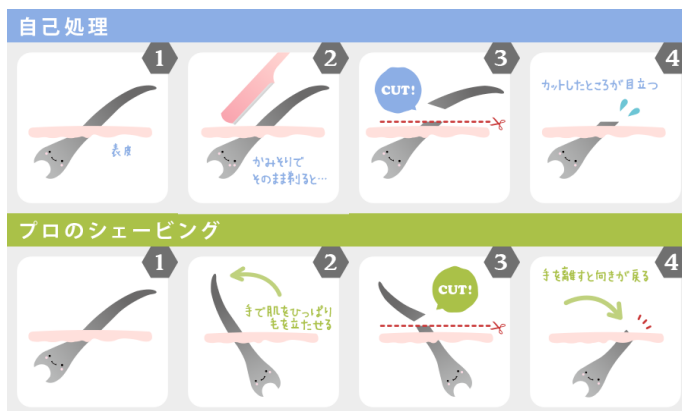 自己処理
1
表皮
2
かみそりで
そのまま剃ると…
3
CUT!
4
カットしたところが目立つ
プロのシェービング
1
2
手で肌をひっぱり
毛を立たせる
3
CUT!
4
手を離すと向きが戻る